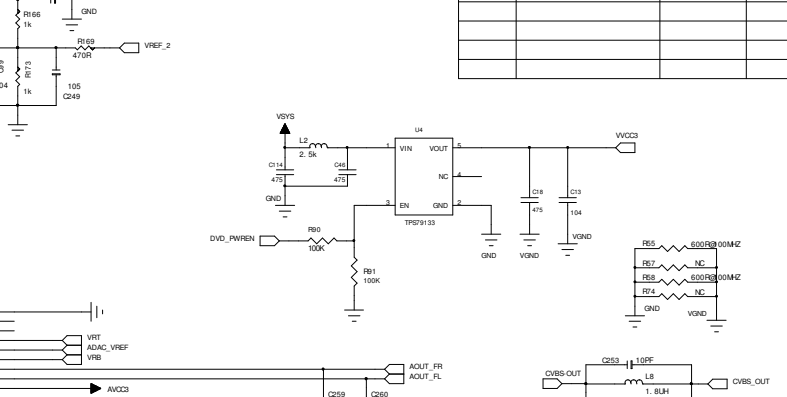 R166
1k
GND
R169
470R
VREF_2
R173
1k
105
C249
04
VSYS
L2
2. 5k
C114
475
C46
475
GND
U4
1 VIN VOUT 5
NC 4
3 EN GND 2
TPS79133
VVCC3
C18
475
C13
104
GND
VGND
VGND
DVD_PWREN
R90
100K
R91
100K
R55 600R@100MHZ
R57 NC
R58 600R@100MHZ
R74 NC
GND
VGND
VRT
ADAC_VREF
VRB
AOUT_FR
AOUT_FL
AVCC3
C259
C260
C253 10PF
CVBS-OUT
L8
1. 8UH
CVBS_OUT